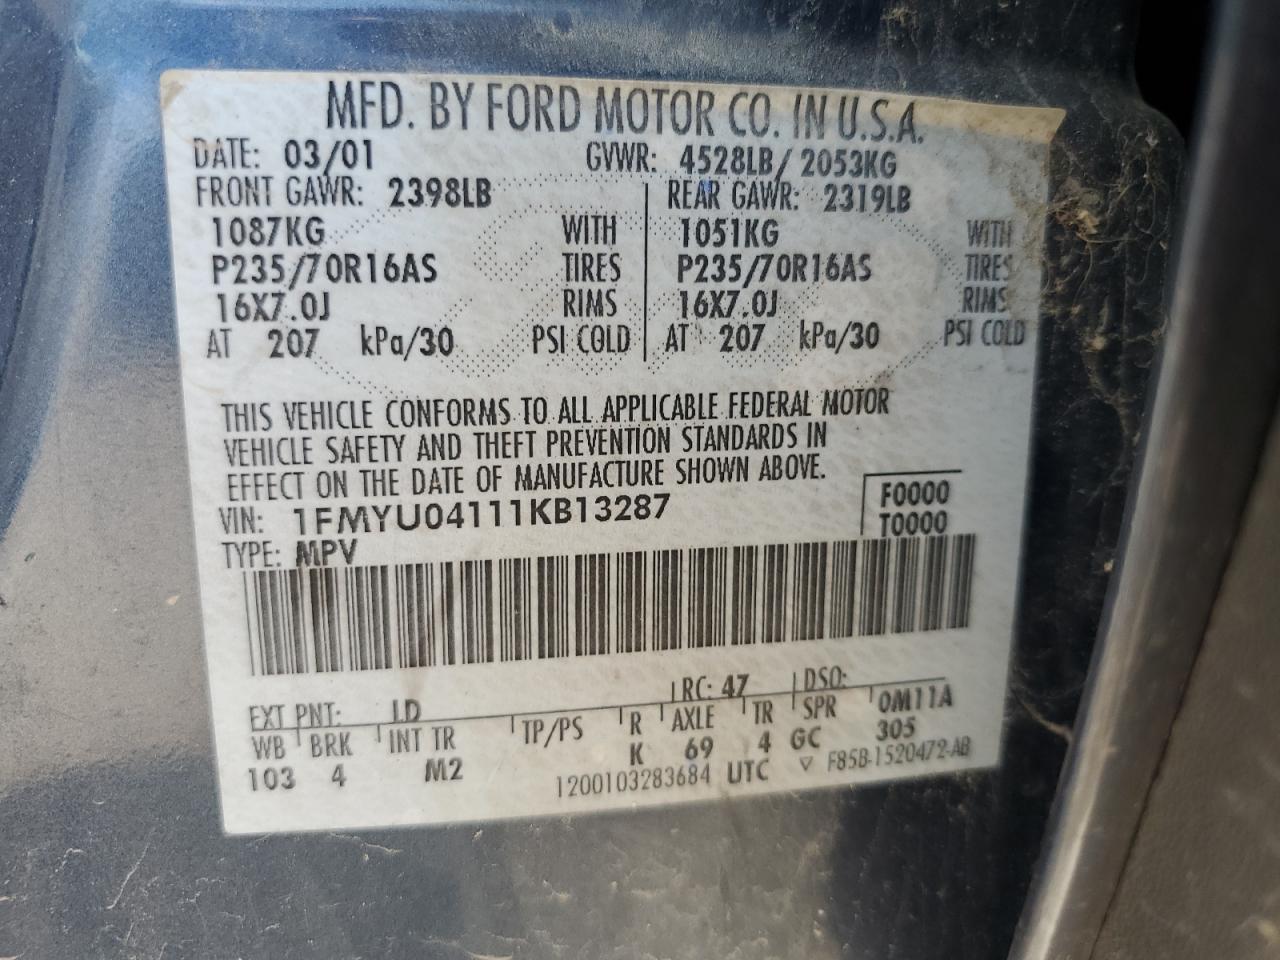 MFD. BY FORD MOTOR CO. IN U.S.A.
DATE: 03/01 GVWR: 4528LB/ 2053KG
FRONT GAWR: 2398LB REAR GAWR: 2319LB
1087KG WITH 1051KG WITH
P235/70R16AS TIRES P235/70R16AS TIRES
16X7.0J RIMS 16X7.0J RIMS
AT 207 kPa/30 PSI COLD AT 207 kPa/30 PSI COLD
THIS VEHICLE CONFORMS TO ALL APPLICABLE FEDERAL MOTOR
VEHICLE SAFETY AND THEFT PREVENTION STANDARDS IN
EFFECT ON THE DATE OF MANUFACTURE SHOWN ABOVE.
VIN: 1FMYU04111KB13287 F0000
TYPE: MPV T0000
EXT PNT: LD RC: 47 DSO:
WB BRK INT TR TP/PS R AXLE TR SPR 0M11A
103 4 M2 K 69 4 GC 305
1200103283684 UTC ▽ F85B-1520472-AB